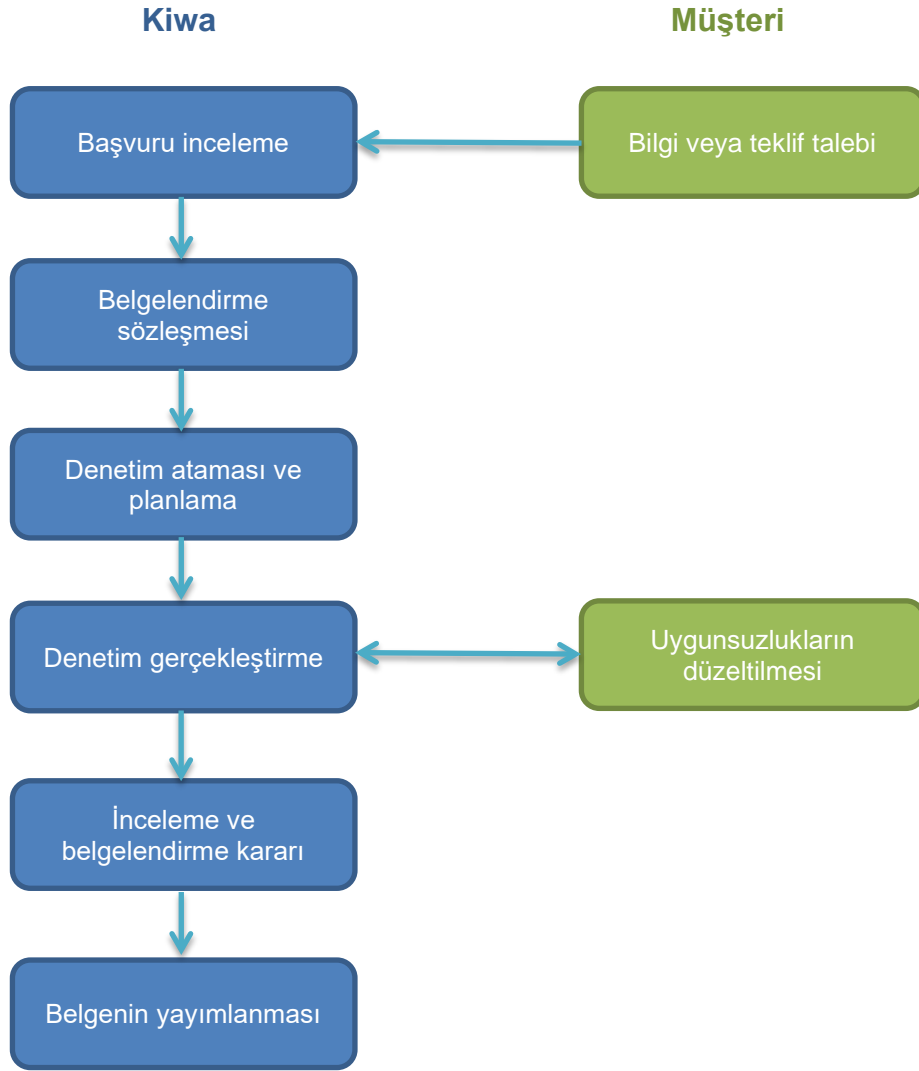 Kiwa
Müşteri
Başvuru inceleme
Bilgi veya teklif talebi
Belgelendirme
sözleşmesi
Denetim ataması ve
planlama
Denetim gerçekleştirme
Uygunsuzlukların
düzeltilmesi
İnceleme ve
belgelendirme kararı
Belgenin yayımlanması